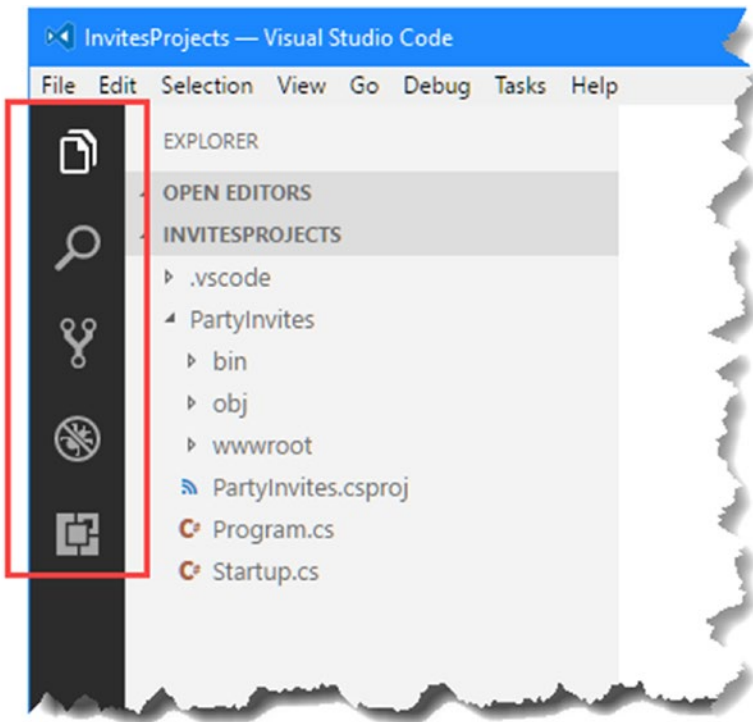 InvitesProjects — Visual Studio Code
File Edit Selection View Go Debug Tasks Help
EXPLORER
OPEN EDITORS
INVITESPROJECTS
.vscode
PartyInvites
bin
obj
wwwroot
PartyInvites.csproj
C# Program.cs
C# Startup.cs